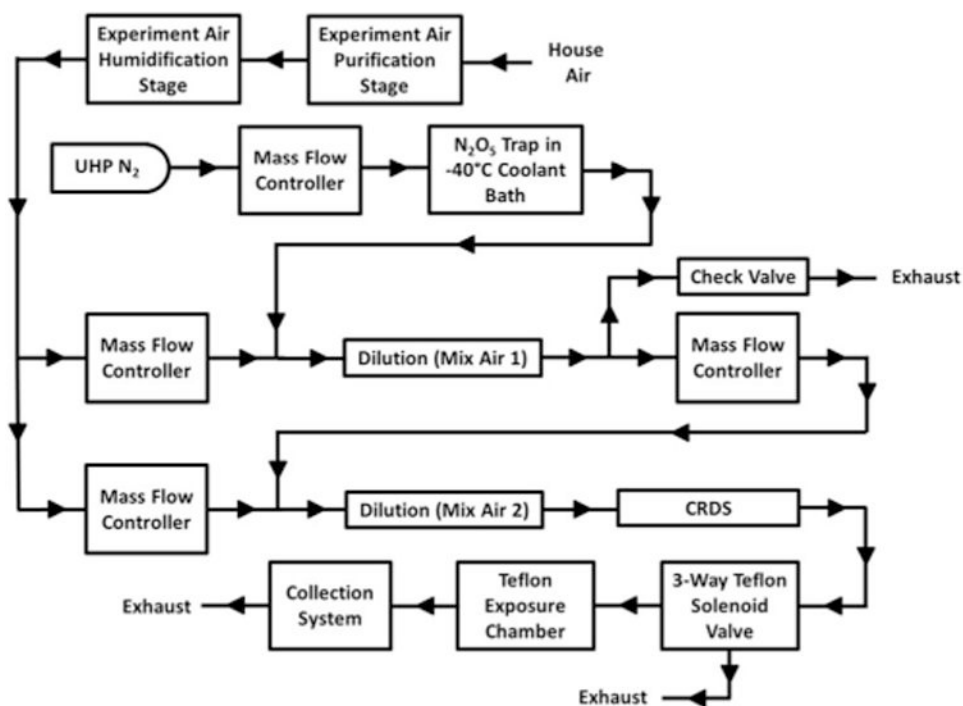 Experiment Air
Humidification
Stage
Experiment Air
Purification
Stage
House
Air
UHP N₂
Mass Flow
Controller
N₂O₅ Trap in
-40°C Coolant
Bath
Check Valve
Exhaust
Mass Flow
Controller
Dilution (Mix Air 1)
Mass Flow
Controller
Mass Flow
Controller
Dilution (Mix Air 2)
CRDS
Exhaust
Collection
System
Teflon
Exposure
Chamber
3-Way Teflon
Solenoid
Valve
Exhaust